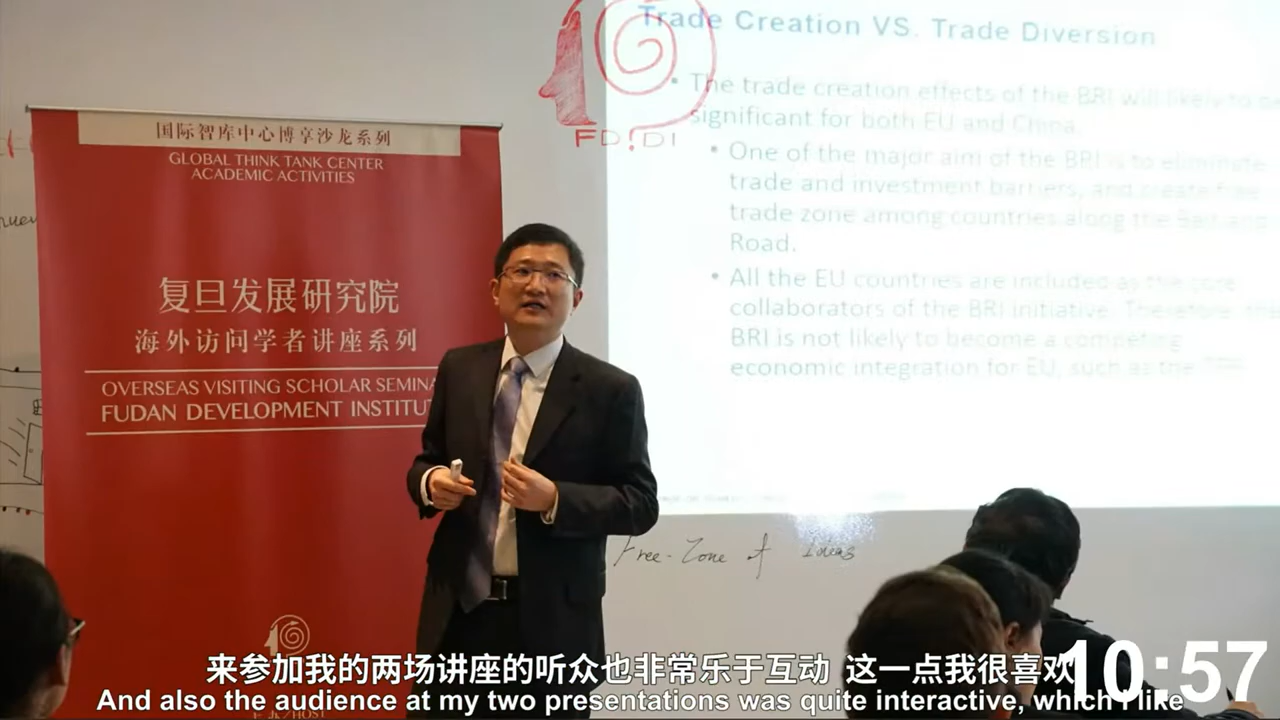 国际智库中心博享沙龙系列
GLOBAL THINK TANK CENTER
ACADEMIC ACTIVITIES
复旦发展研究院
海外访问学者讲座系列
OVERSEAS VISITING SCHOLAR SEMINA
FUDAN DEVELOPMENT INSTITUT
FDDI
Trade Creation VS. Trade Diversion
• The trade creation effects of the BRI will likely to be
significant for both EU and China.
• One of the major aim of the BRI is to eliminate
trade and investment barriers, and create free
trade zone among countries along the Belt and
Road.
• All the EU countries are included as the core
collaborators of the BRI initiative. Therefore, the
BRI is not likely to become a competing
economic integration for EU, such as the
Free-Zone of Ideas
来参加我的两场讲座的听众也非常乐于互动 这一点我很喜欢
And also the audience at my two presentations was quite interactive, which I like
10:57